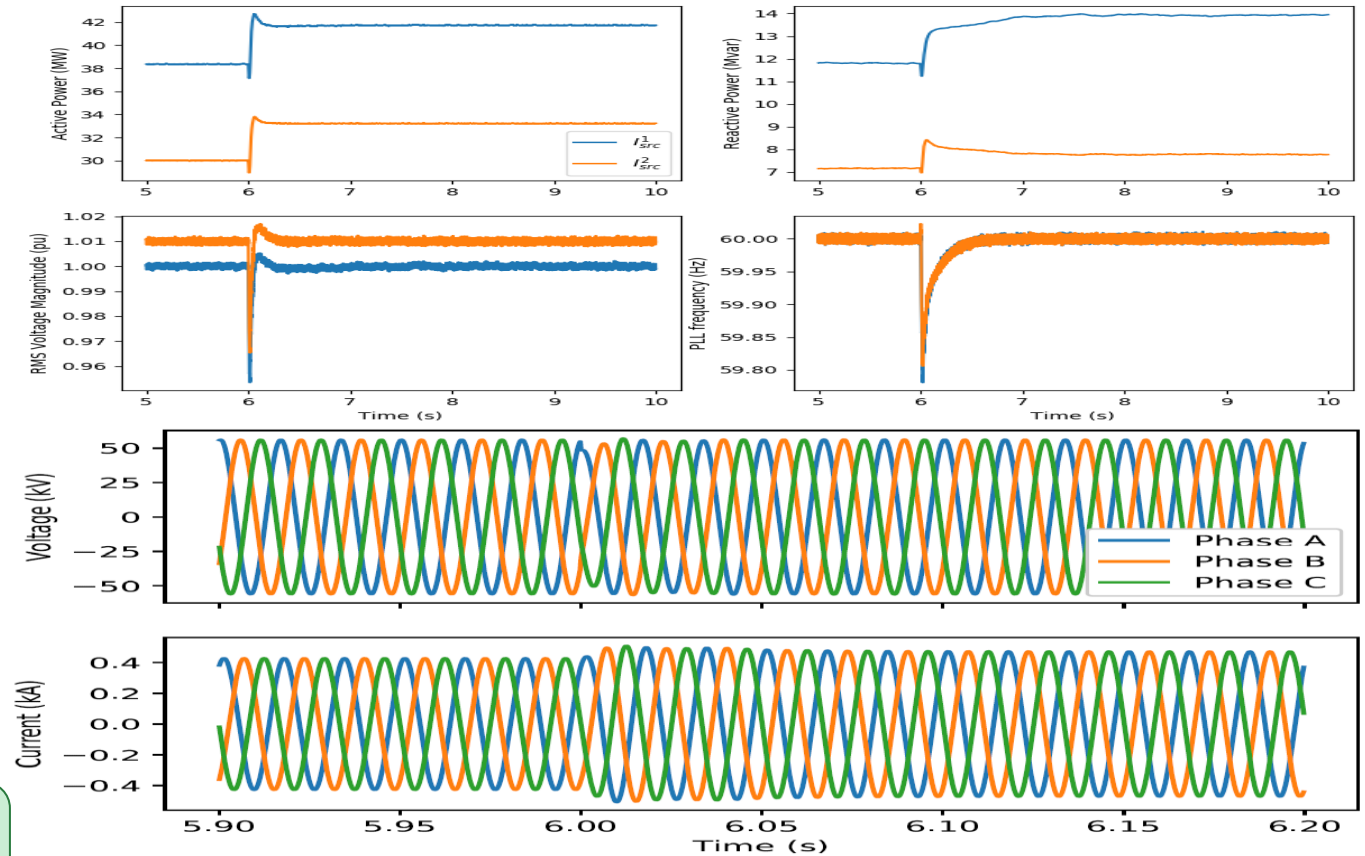 Active Power (MW)
42
40
38
36
34
32
30
I¹src
I²src
5 6 7 8 9 10
Reactive Power (Mvar)
14
13
12
11
10
9
8
7
5 6 7 8 9 10
RMS Voltage Magnitude (pu)
1.02
1.01
1.00
0.99
0.98
0.97
0.96
5 6 7 8 9 10
Time (s)
PLL frequency (Hz)
60.00
59.95
59.90
59.85
59.80
5 6 7 8 9 10
Time (s)
Voltage (kV)
50
25
0
−25
−50
Phase A
Phase B
Phase C
Current (kA)
0.4
0.2
0.0
−0.2
−0.4
5.90 5.95 6.00 6.05 6.10 6.15 6.20
Time (s)